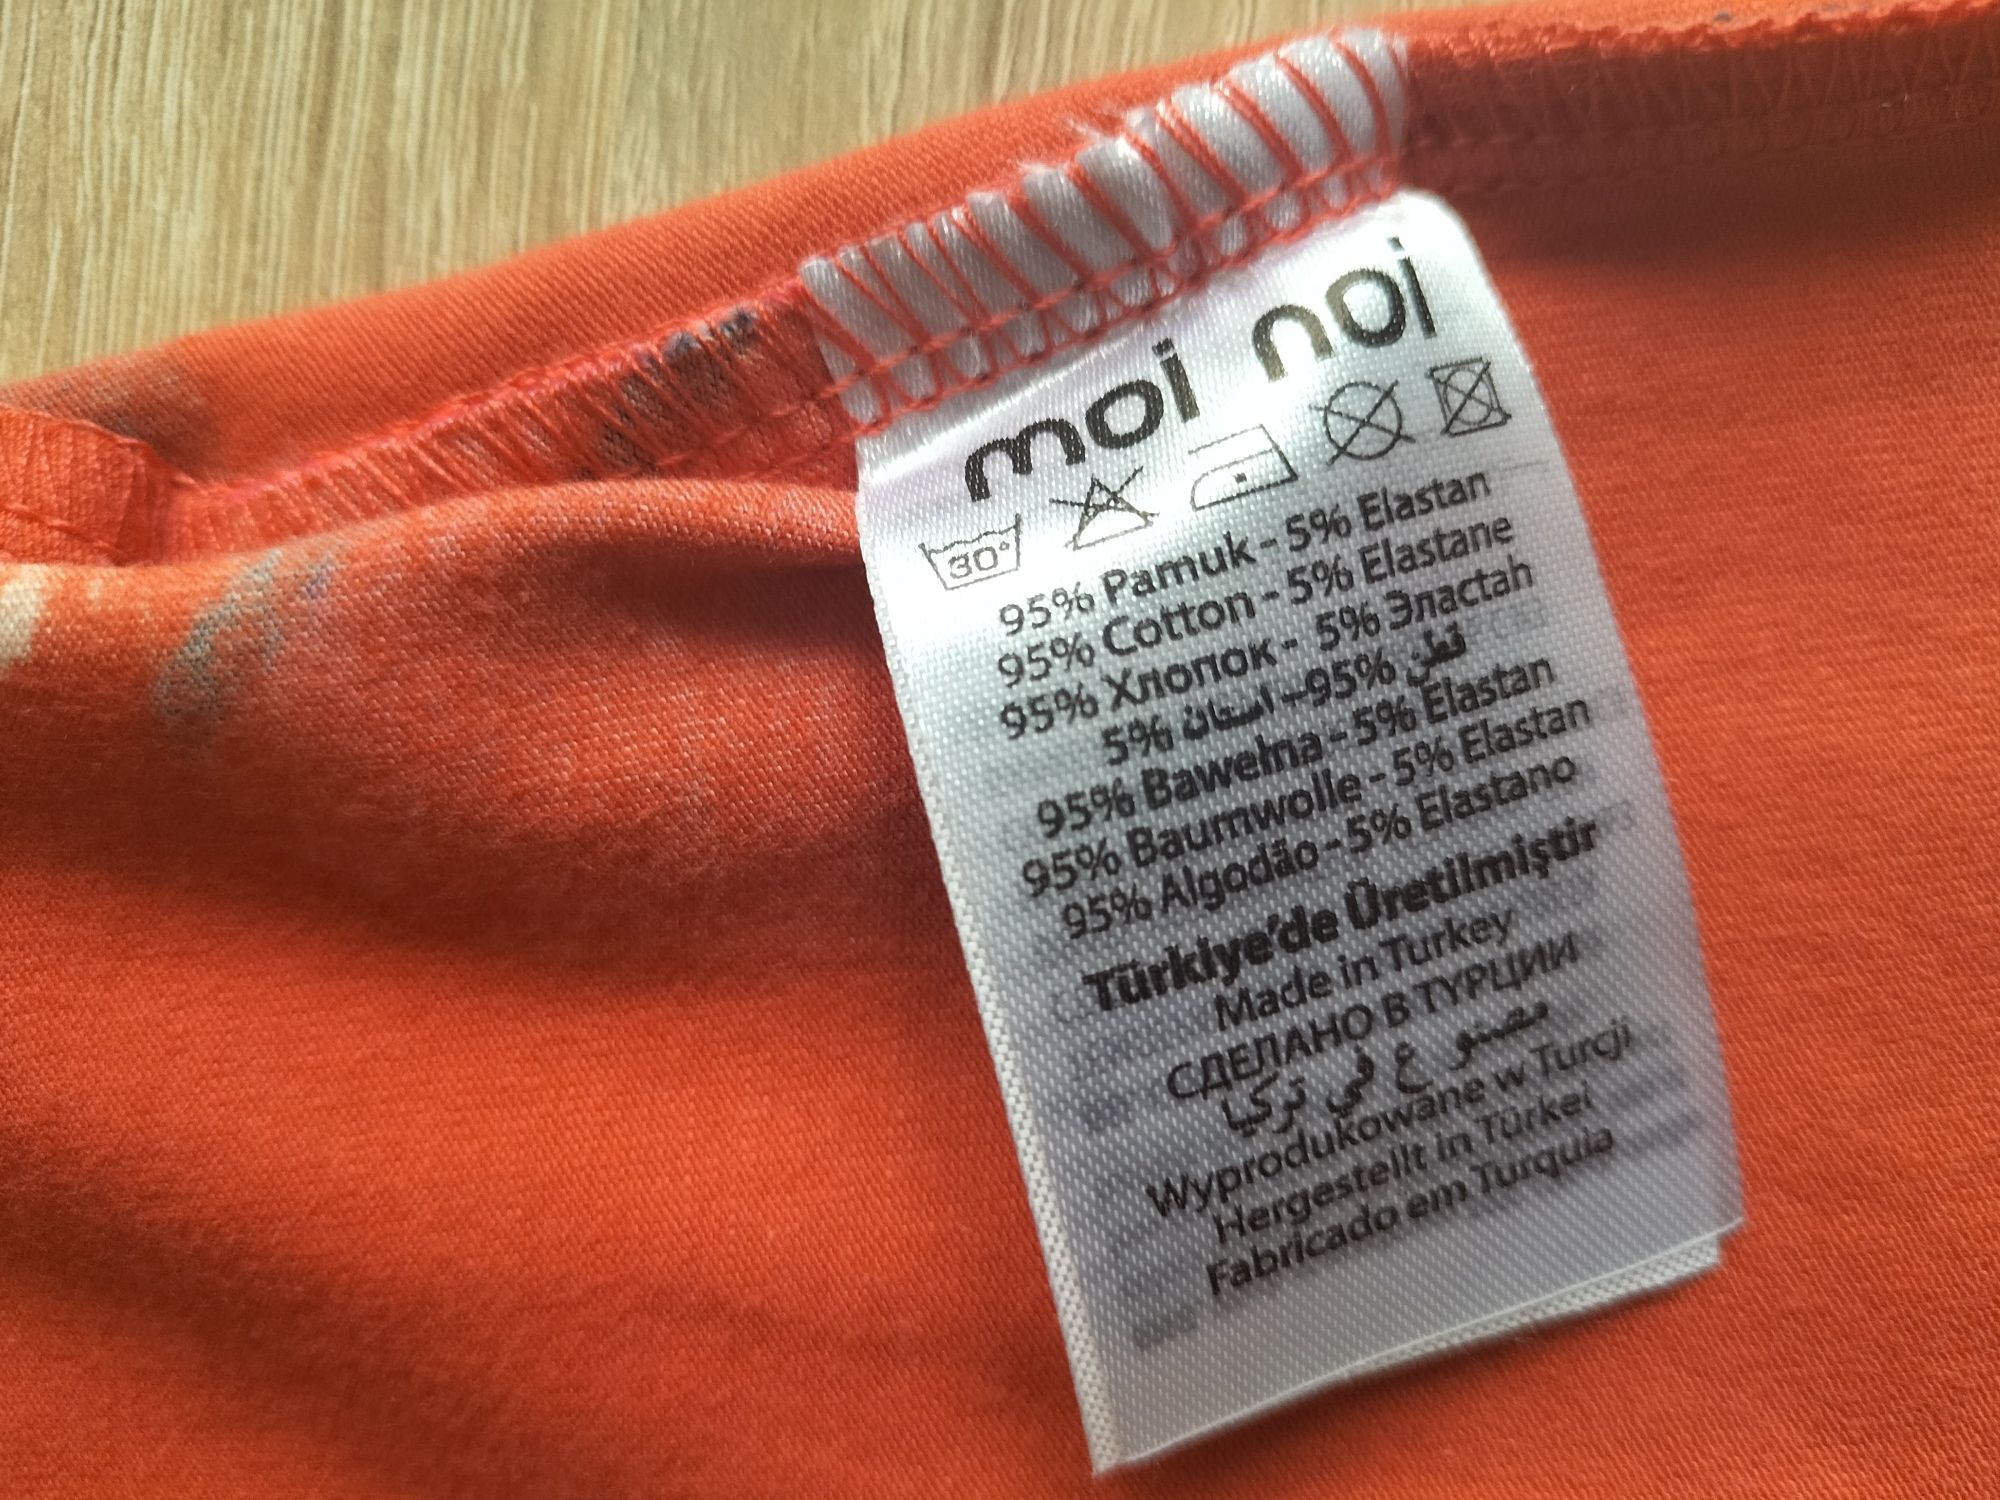 moi noi
30°
95% Pamuk - 5% Elastan
95% Cotton - 5% Elastane
95% Хлопок - 5% Эластан
5% استان –95% قطن
95% Bawełna - 5% Elastan
95% Baumwolle - 5% Elastan
95% Algodão - 5% Elastano
Türkiye'de Üretilmiştir
Made in Turkey
СДЕЛАНО В ТУРЦИИ
مصنو ع في تركيا
Wyprodukowane w Turcji
Hergestellt in Türkei
Fabricado em Turquia